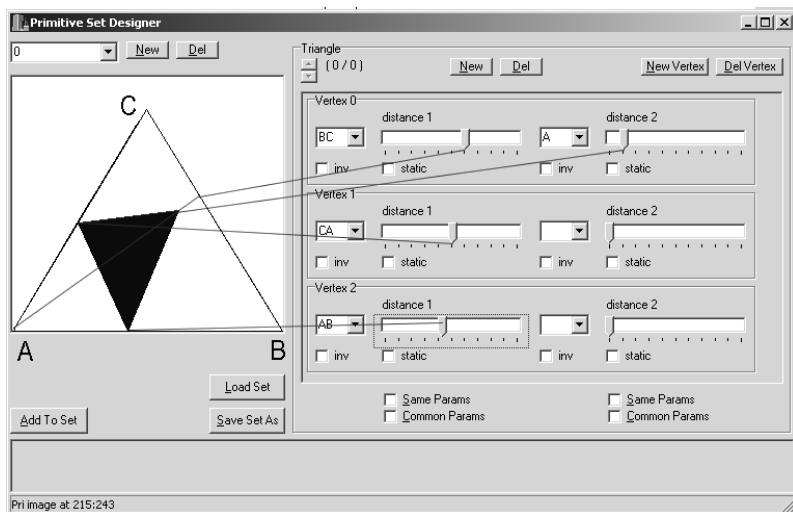 Primitive Set Designer
0
New
Del
Triangle
( 0 / 0 )
New
Del
New Vertex
Del Vertex
C
A
B
Vertex 0
distance 1
distance 2
BC
A
inv
static
inv
static
Vertex 1
distance 1
distance 2
CA
inv
static
inv
static
Vertex 2
distance 1
distance 2
AB
inv
static
inv
static
Load Set
Add To Set
Save Set As
Same Params
Common Params
Same Params
Common Params
Pri image at 215:243